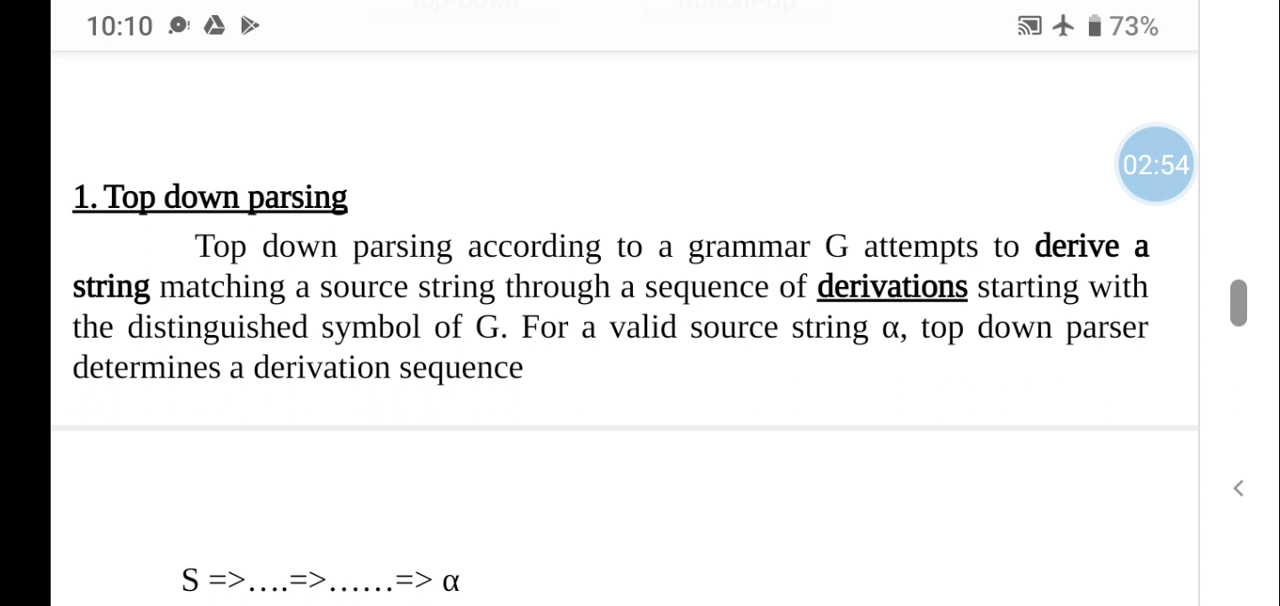 10:10 73%
02:54
1. Top down parsing
Top down parsing according to a grammar G attempts to derive a
string matching a source string through a sequence of derivations starting with
the distinguished symbol of G. For a valid source string α, top down parser
determines a derivation sequence
S =>....=>......=> α